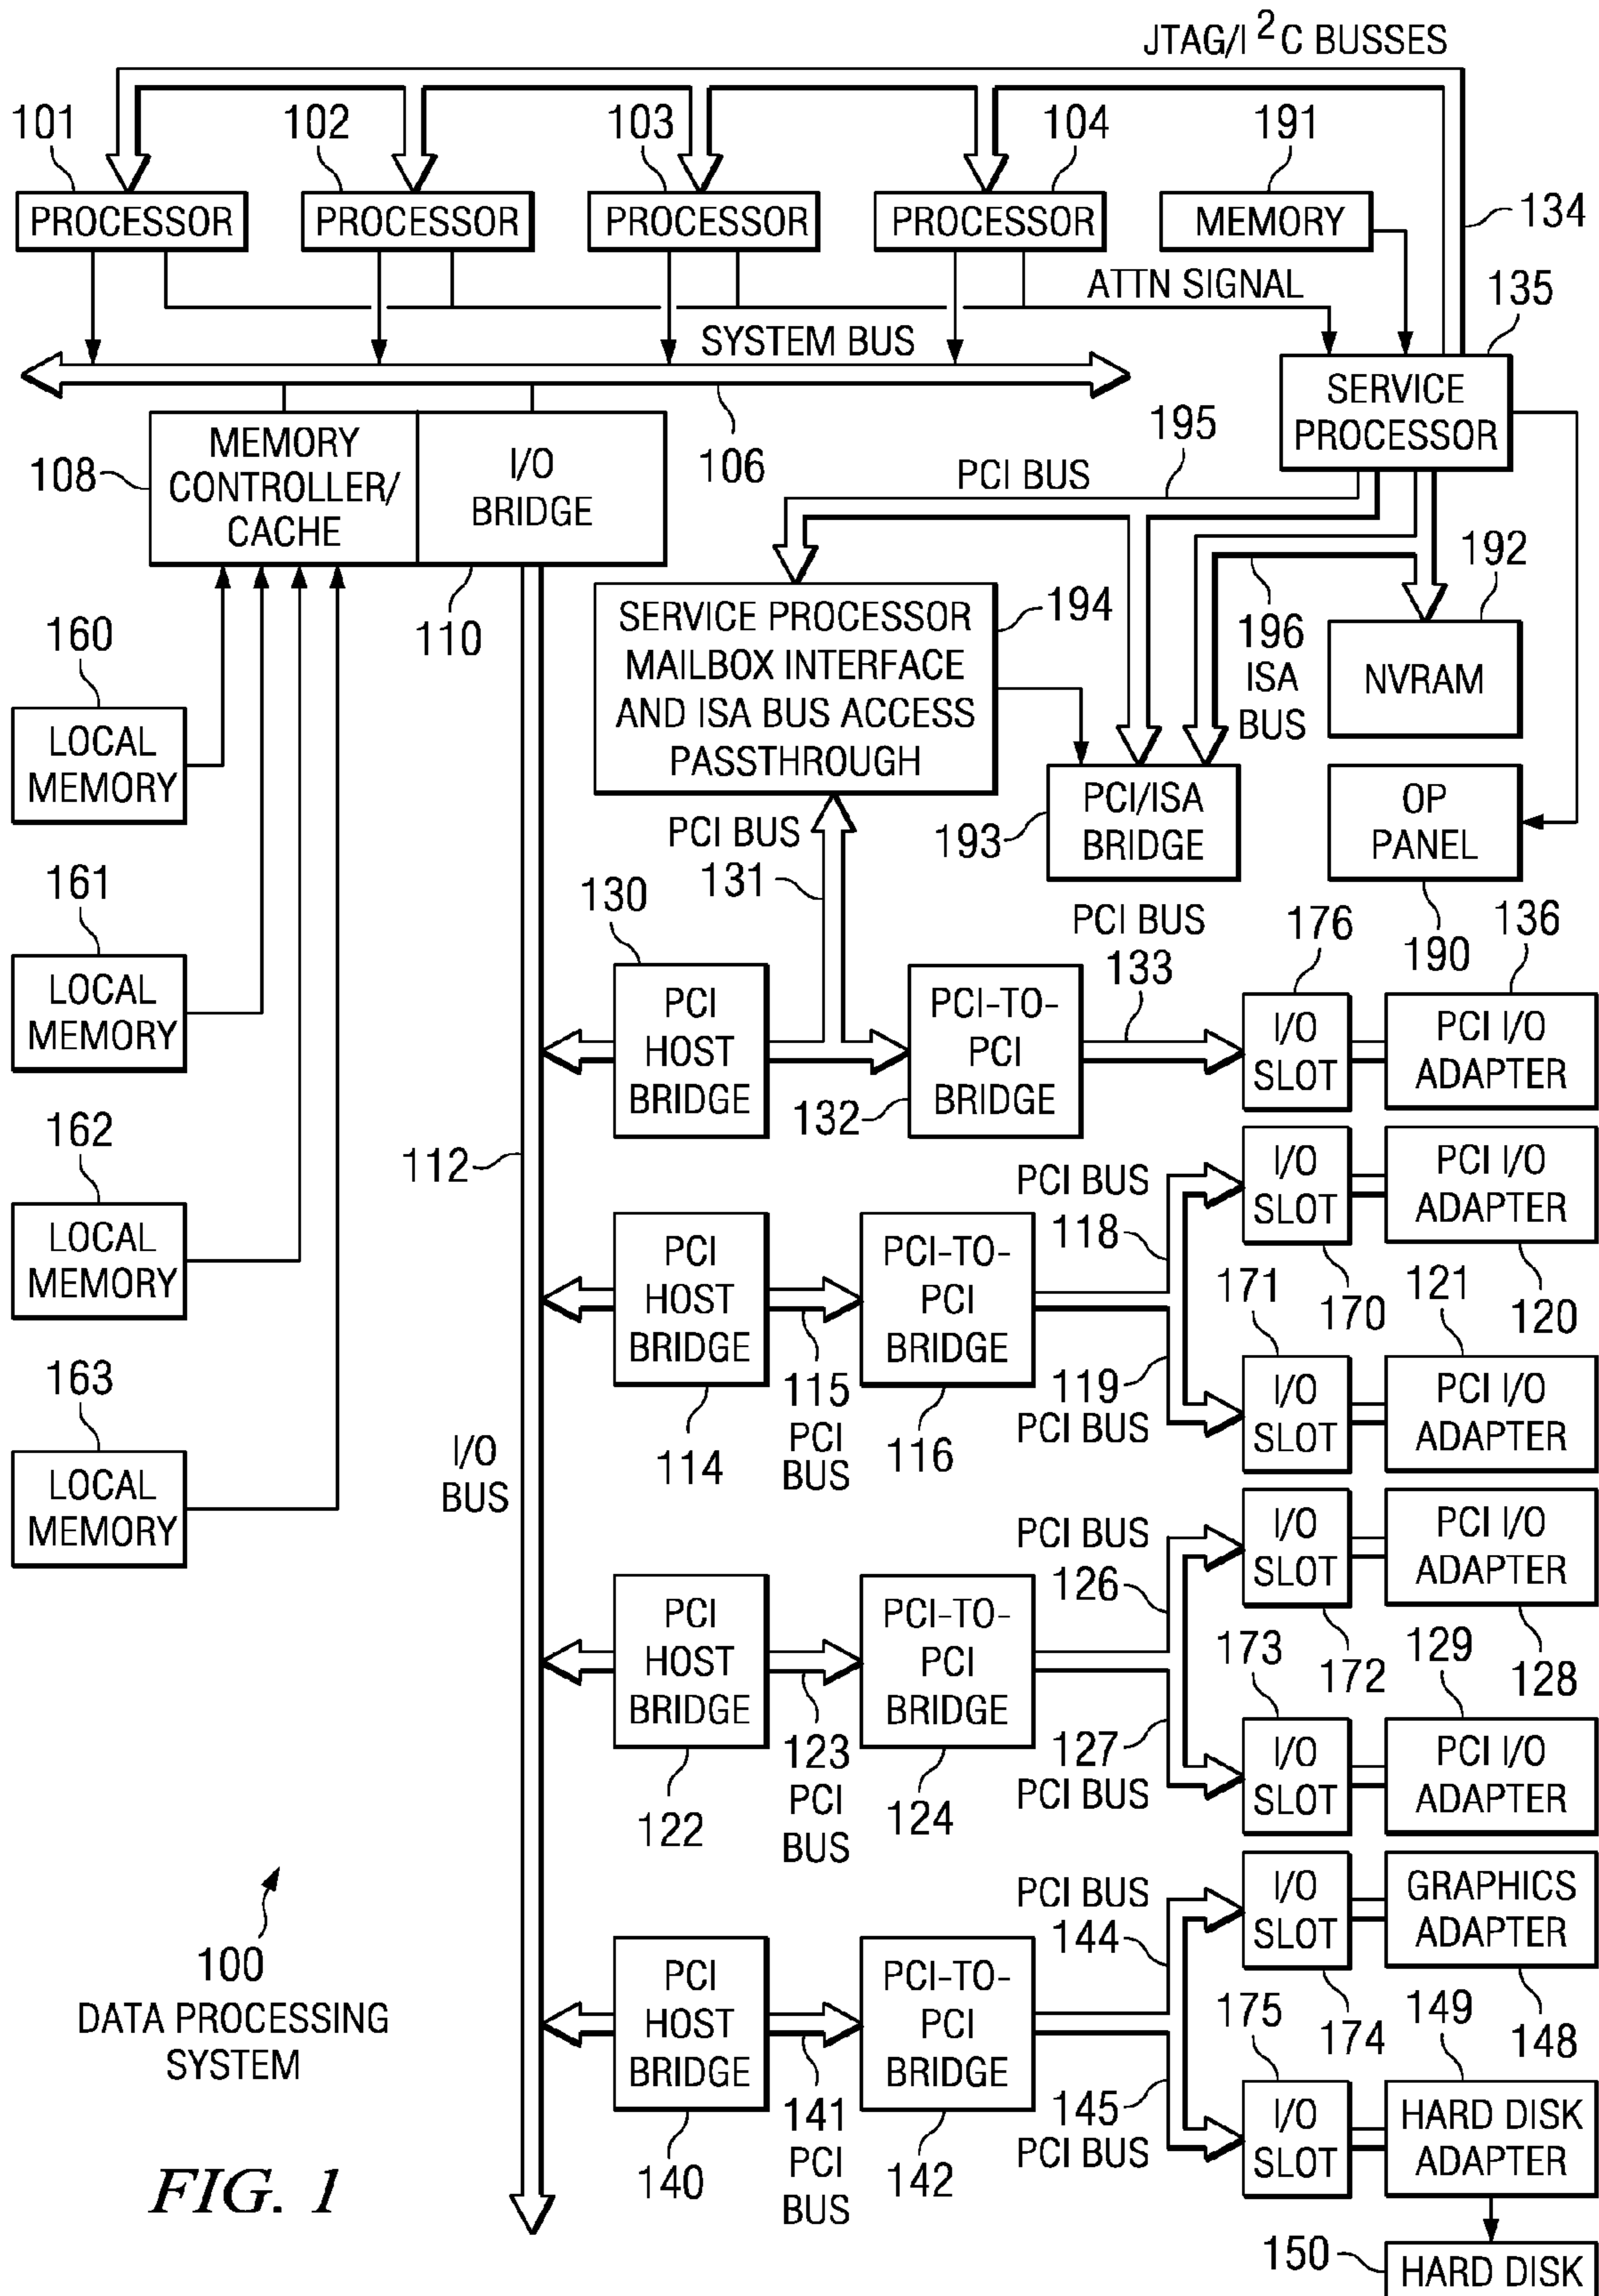 JTAG/I 2C BUSSES
101
102
103
104
191
PROCESSOR
PROCESSOR
PROCESSOR
PROCESSOR
MEMORY
134
ATTN SIGNAL
135
SYSTEM BUS
SERVICE
PROCESSOR
108
MEMORY
CONTROLLER/
CACHE
I/O
BRIDGE
106
195
PCI BUS
110
192
SERVICE PROCESSOR
MAILBOX INTERFACE
AND ISA BUS ACCESS
PASSTHROUGH
194
196
ISA
BUS
NVRAM
160
LOCAL
MEMORY
PCI BUS
131
193
PCI/ISA
BRIDGE
OP
PANEL
190
161
LOCAL
MEMORY
130
PCI
HOST
BRIDGE
132
PCI-TO-
PCI
BRIDGE
PCI BUS
133
176
136
I/O
SLOT
PCI I/O
ADAPTER
162
LOCAL
MEMORY
112
PCI BUS
118
I/O
SLOT
PCI I/O
ADAPTER
PCI
HOST
BRIDGE
PCI-TO-
PCI
BRIDGE
171
170
121
120
163
LOCAL
MEMORY
I/O
BUS
114
115
PCI
BUS
116
119
PCI BUS
I/O
SLOT
PCI I/O
ADAPTER
PCI BUS
126
I/O
SLOT
PCI I/O
ADAPTER
PCI
HOST
BRIDGE
PCI-TO-
PCI
BRIDGE
173
172
129
128
122
123
PCI
BUS
124
127
PCI BUS
I/O
SLOT
PCI I/O
ADAPTER
100
DATA PROCESSING
SYSTEM
PCI BUS
144
I/O
SLOT
GRAPHICS
ADAPTER
PCI
HOST
BRIDGE
PCI-TO-
PCI
BRIDGE
175
174
149
148
140
141
PCI
BUS
142
145
PCI BUS
I/O
SLOT
HARD DISK
ADAPTER
FIG. 1
150
HARD DISK